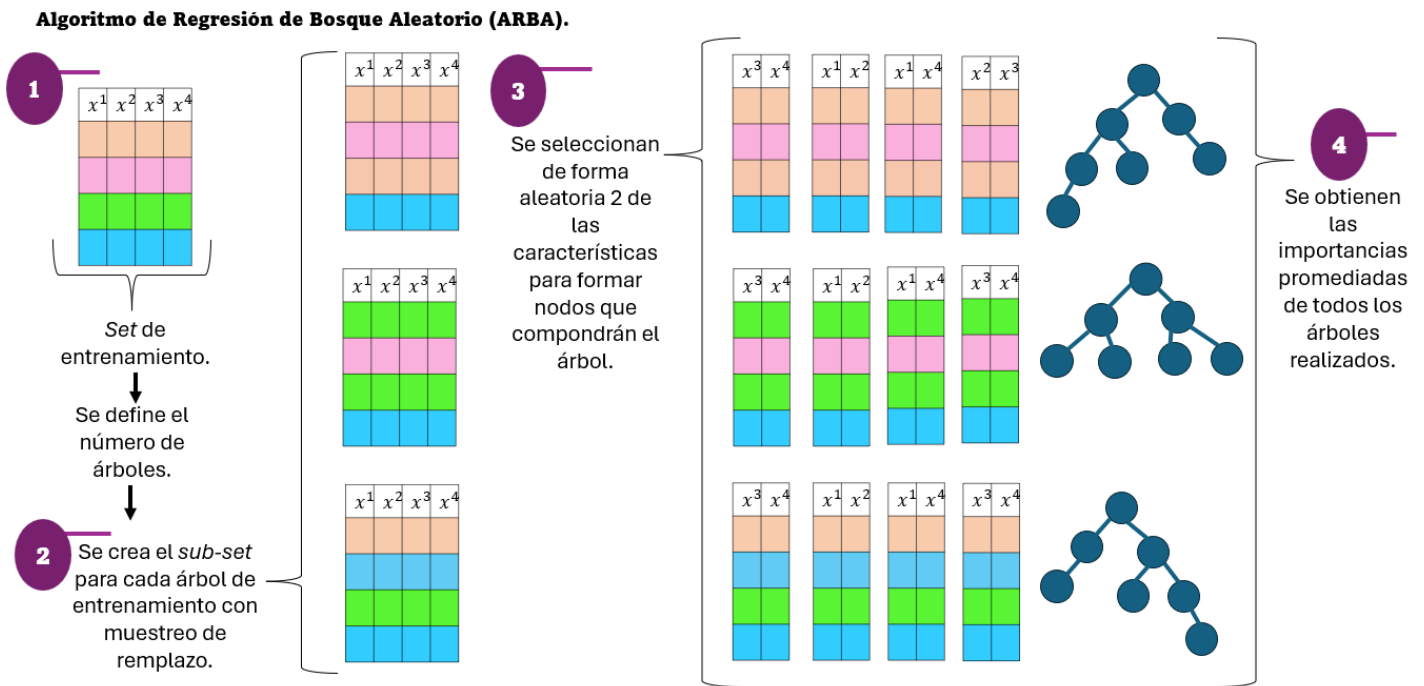 Algoritmo de Regresión de Bosque Aleatorio (ARBA).
1
x¹ x² x³ x⁴
Set de
entrenamiento.
Se define el
número de
árboles.
2
Se crea el sub-set
para cada árbol de
entrenamiento con
muestreo de
remplazo.
x¹ x² x³ x⁴
x¹ x² x³ x⁴
x¹ x² x³ x⁴
3
Se seleccionan
de forma
aleatoria 2 de
las
características
para formar
nodos que
compondrán el
árbol.
x³ x⁴ x¹ x² x¹ x⁴ x² x³
x³ x⁴ x¹ x² x¹ x⁴ x³ x⁴
x³ x⁴ x¹ x² x¹ x⁴ x³ x⁴
4
Se obtienen
las
importancias
promediadas
de todos los
árboles
realizados.